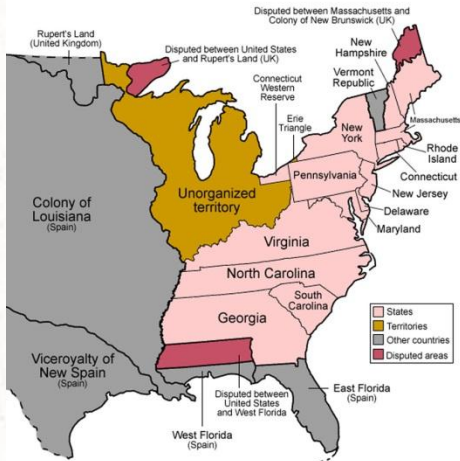 Rupert's Land
(United Kingdom)
Disputed between United States
and Rupert's Land (UK)
Disputed between Massachusetts and
Colony of New Brunswick (UK)
New
Hampshire
Vermont
Republic
Connecticut
Western
Reserve
Erie
Triangle
Massachusetts
New
York
Rhode
Island
Connecticut
Pennsylvania
New Jersey
Delaware
Maryland
Unorganized
territory
Colony of
Louisiana
(Spain)
Virginia
North Carolina
South
Carolina
Georgia
States
Territories
Other countries
Disputed areas
Viceroyalty of
New Spain
(Spain)
Disputed between
United States
and West Florida
East Florida
(Spain)
West Florida
(Spain)